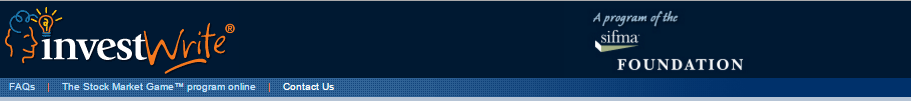 A program of the
investWrite®
sifma
FOUNDATION
FAQs | The Stock Market Game™ program online | Contact Us